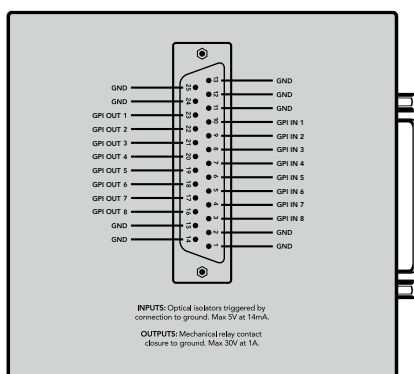 GND 25 13 GND
GND 24 12 GND
GPI OUT 1 23 11 GND
GPI OUT 2 22 10 GPI IN 1
GPI OUT 3 21 9 GPI IN 2
GPI OUT 4 20 8 GPI IN 3
GPI OUT 5 19 7 GPI IN 4
GPI OUT 6 18 6 GPI IN 5
GPI OUT 7 17 5 GPI IN 6
GPI OUT 8 16 4 GPI IN 7
GND 15 3 GPI IN 8
GND 14 2 GND
1 GND
INPUTS: Optical isolators triggered by
connection to ground. Max 5V at 14mA.
OUTPUTS: Mechanical relay contact
closure to ground. Max 30V at 1A.